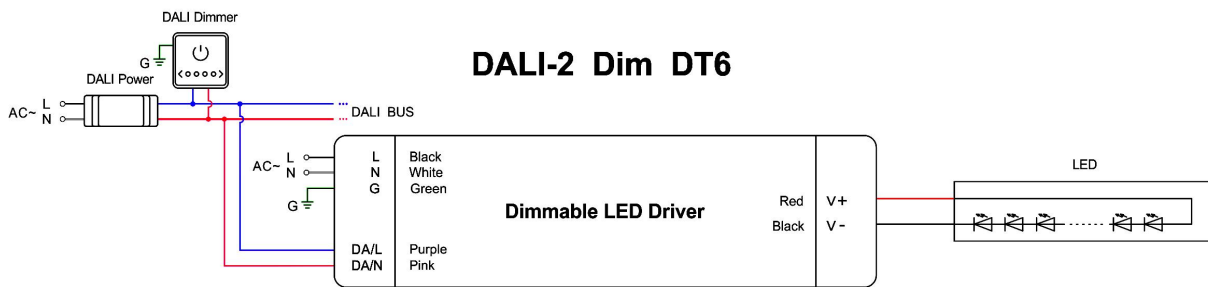 DALI Dimmer
G
DALI-2 Dim DT6
DALI Power
AC~ L
N
... DALI BUS
...
AC~ L
N
G
L Black
N White
G Green
Dimmable LED Driver
Red V+
Black V-
LED
DA/L Purple
DA/N Pink